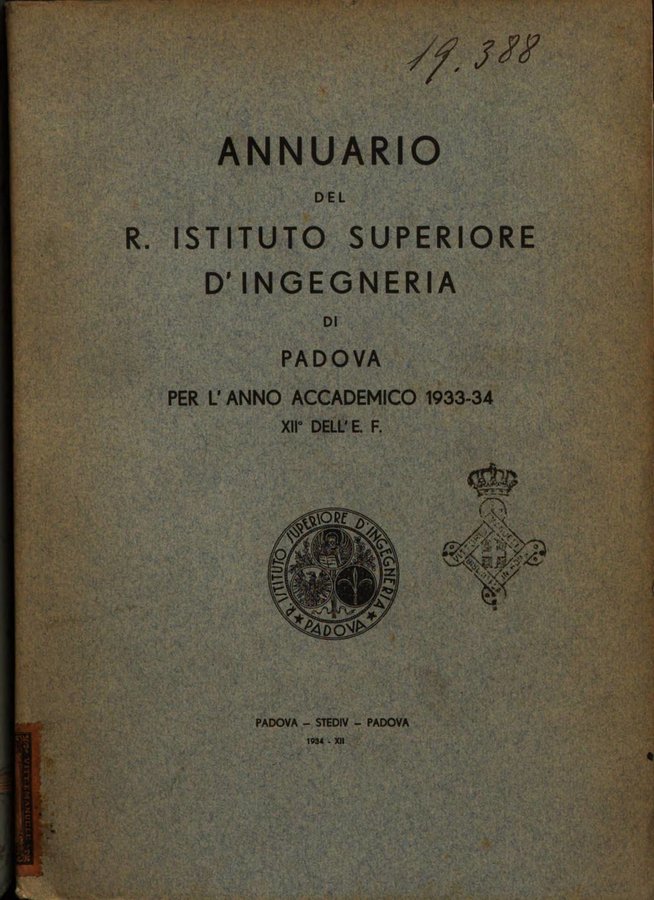 19.388
ANNUARIO
DEL
R. ISTITUTO SUPERIORE
D'INGEGNERIA
DI
PADOVA
PER L'ANNO ACCADEMICO 1933-34
XII° DELL'E. F.
R. ISTITUTO SUPERIORE D'INGEGNERIA
★ PADOVA ★
PADOVA – STEDIV – PADOVA
1934 - XII